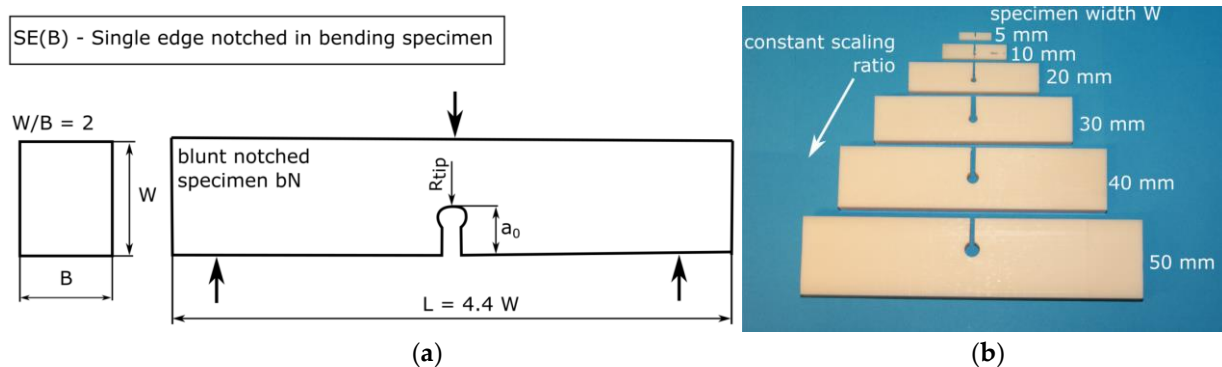 SE(B) - Single edge notched in bending specimen
W/B = 2
W
B
blunt notched
specimen bN
Rtip
a0
L = 4.4 W
(a)
specimen width W
5 mm
10 mm
constant scaling
ratio
20 mm
30 mm
40 mm
50 mm
(b)